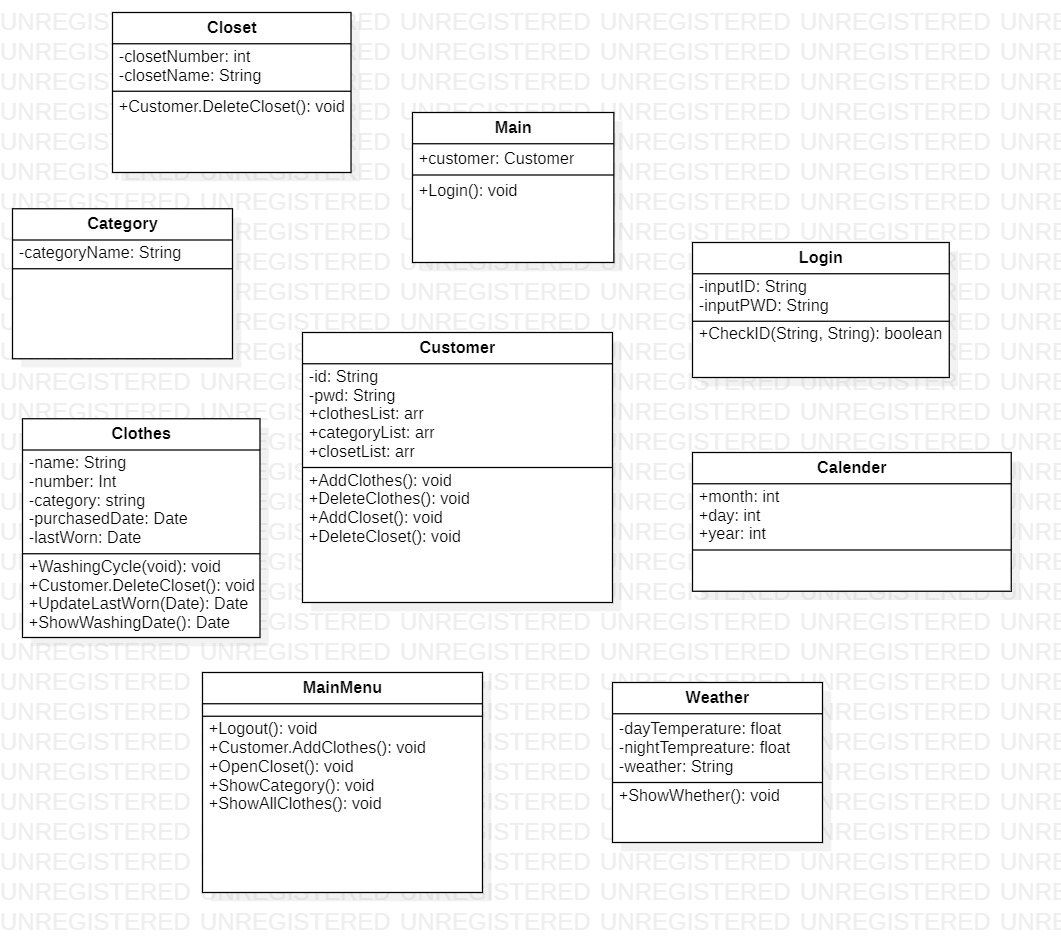 Closet
-closetNumber: int
-closetName: String
+Customer.DeleteCloset(): void
Main
+customer: Customer
+Login(): void
Category
-categoryName: String
Login
-inputID: String
-inputPWD: String
+CheckID(String, String): boolean
Customer
-id: String
-pwd: String
+clothesList: arr
+categoryList: arr
+closetList: arr
+AddClothes(): void
+DeleteClothes(): void
+AddCloset(): void
+DeleteCloset(): void
Clothes
-name: String
-number: Int
-category: string
-purchasedDate: Date
-lastWorn: Date
+WashingCycle(void): void
+Customer.DeleteCloset(): void
+UpdateLastWorn(Date): Date
+ShowWashingDate(): Date
Calender
+month: int
+day: int
+year: int
MainMenu
+Logout(): void
+Customer.AddClothes(): void
+OpenCloset(): void
+ShowCategory(): void
+ShowAllClothes(): void
Weather
-dayTemperature: float
-nightTempreature: float
-weather: String
+ShowWhether(): void
UNREGISTERED